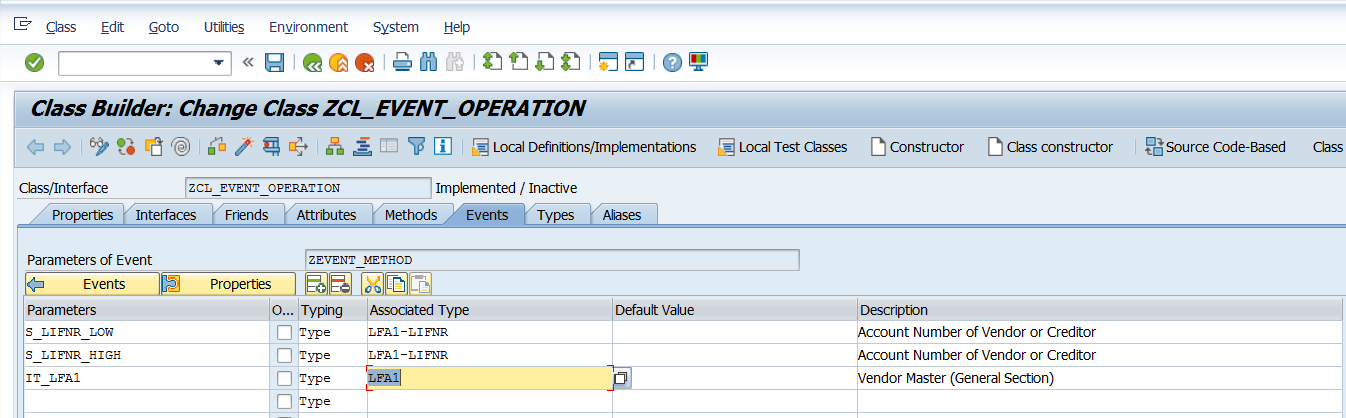 Class Edit Goto Utilities Environment System Help
Class Builder: Change Class ZCL_EVENT_OPERATION
Local Definitions/Implementations Local Test Classes Constructor Class constructor Source Code-Based Class
Class/Interface ZCL_EVENT_OPERATION Implemented / Inactive
Properties Interfaces Friends Attributes Methods Events Types Aliases
Parameters of Event ZEVENT_METHOD
Events Properties
Parameters O... Typing Associated Type Default Value Description
S_LIFNR_LOW Type LFA1-LIFNR Account Number of Vendor or Creditor
S_LIFNR_HIGH Type LFA1-LIFNR Account Number of Vendor or Creditor
IT_LFA1 Type LFA1 Vendor Master (General Section)
Type